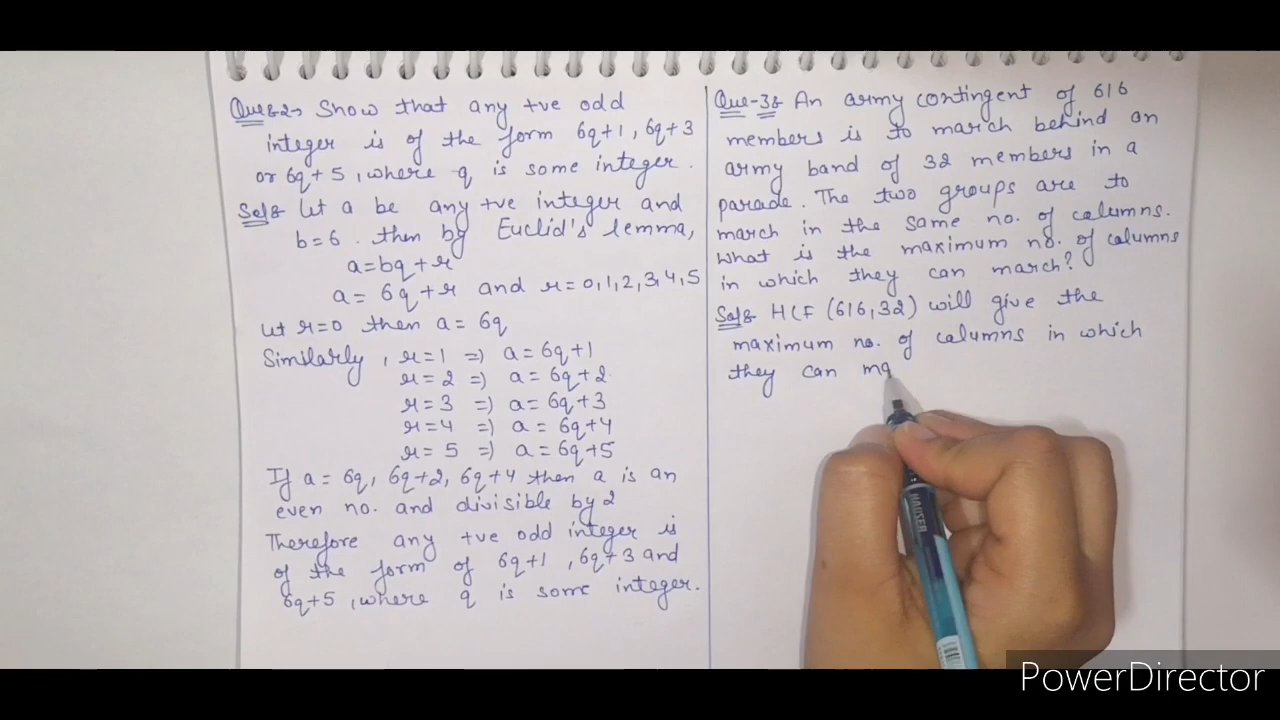 Que:2→ Show that any +ve odd
integer is of the form 6q+1, 6q+3
or 6q+5, where q is some integer.
Sol: Let a be any +ve integer and
b=6. then by Euclid's lemma,
a=bq+r
a= 6q+r and r=0,1,2,3,4,5
Let r=0 then a=6q
Similarly, r=1 => a=6q+1
r=2 => a=6q+2
r=3 => a=6q+3
r=4 => a=6q+4
r=5 => a=6q+5
If a=6q, 6q+2, 6q+4 then a is an
even no. and divisible by 2
Therefore any +ve odd integer is
of the form of 6q+1, 6q+3 and
6q+5, where q is some integer.
Que-3: An army contingent of 616
members is to march behind an
army band of 32 members in a
parade. The two groups are to
march in the same no. of columns.
What is the maximum no. of columns
in which they can march?
Sol: HCF (616,32) will give the
maximum no. of columns in which
they can ma
HAUSER
PowerDirector